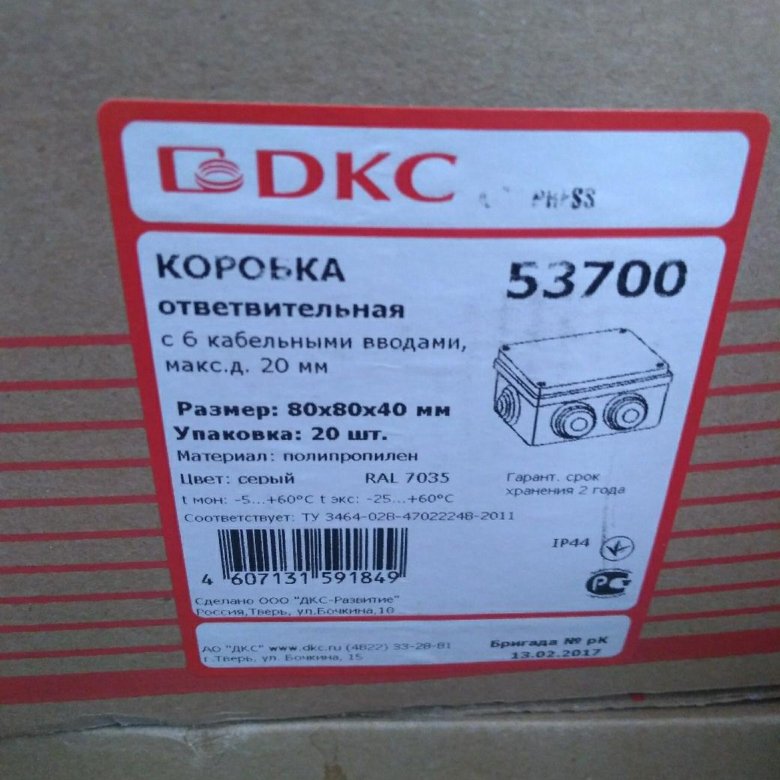 DKC
КОРОБКА 53700
ответвительная
с 6 кабельными вводами,
макс.д. 20 мм
Размер: 80x80x40 мм
Упаковка: 20 шт.
Материал: полипропилен
Цвет: серый RAL 7035
t мон: -5...+60°C t экс: -25...+60°C
Соответствует: ТУ 3464-028-47022248-2011
Гарант. срок
хранения 2 года
IP44
4 607131 591849
Сделано ООО "ДКС-Развитие"
Россия,Тверь, ул.Бочкина,10
АО "ДКС" www.dkc.ru (4822) 33-28-81
г.Тверь, ул. Бочкина, 15
Бригада № рК
13.02.2017